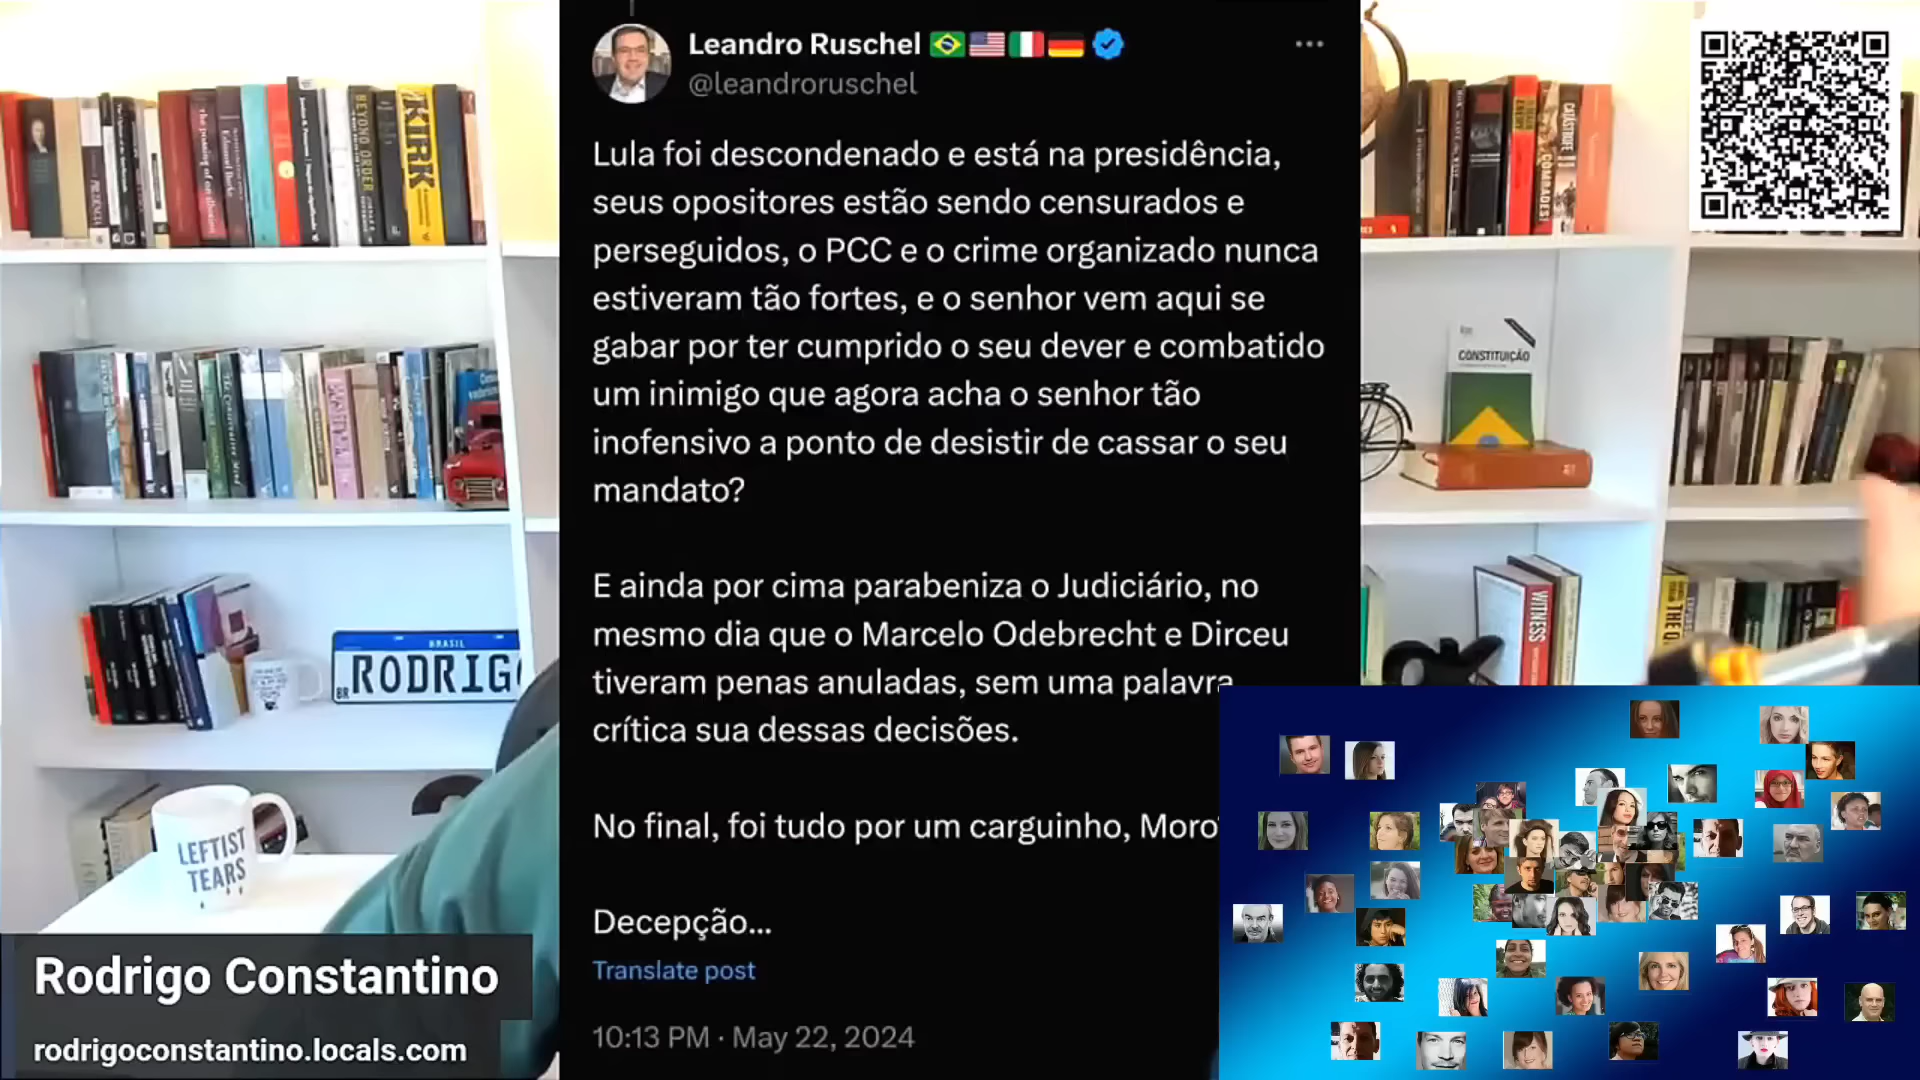 Leandro Ruschel
@leandroruschel
Lula foi descondenado e está na presidência,
seus opositores estão sendo censurados e
perseguidos, o PCC e o crime organizado nunca
estiveram tão fortes, e o senhor vem aqui se
gabar por ter cumprido o seu dever e combatido
um inimigo que agora acha o senhor tão
inofensivo a ponto de desistir de cassar o seu
mandato?
E ainda por cima parabeniza o Judiciário, no
mesmo dia que o Marcelo Odebrecht e Dirceu
tiveram penas anuladas, sem uma palavra
crítica sua dessas decisões.
No final, foi tudo por um carguinho, Moro
Decepção...
Translate post
10:13 PM · May 22, 2024
BEYOND ORDER
KIRK
BRASIL
BR RODRIG
LEFTIST
TEARS
CONSTITUIÇÃO
WITNESS
Rodrigo Constantino
rodrigoconstantino.locals.com